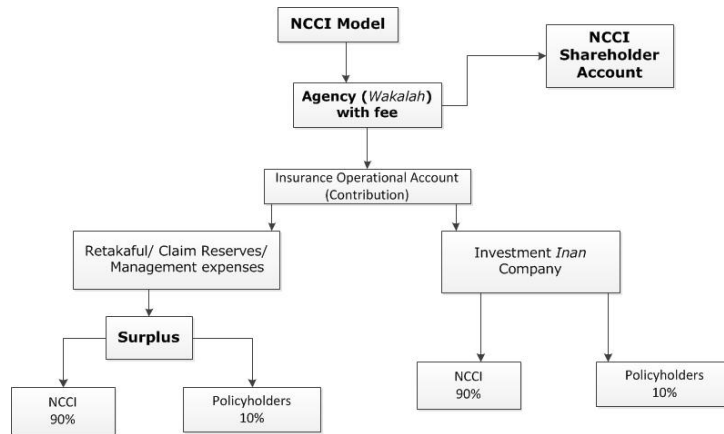 NCCI Model
NCCI
Shareholder
Account
Agency (Wakalah)
with fee
Insurance Operational Account
(Contribution)
Retakaful/ Claim Reserves/
Management expenses
Investment Inan
Company
Surplus
NCCI
90%
Policyholders
10%
NCCI
90%
Policyholders
10%